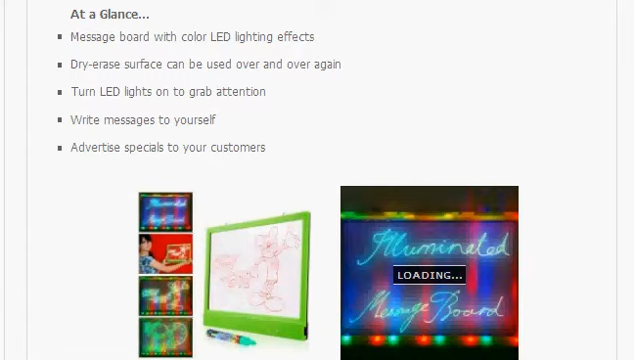 At a Glance...
Message board with color LED lighting effects
Dry-erase surface can be used over and over again
Turn LED lights on to grab attention
Write messages to yourself
Advertise specials to your customers
Illuminated
LOADING...
Message Board